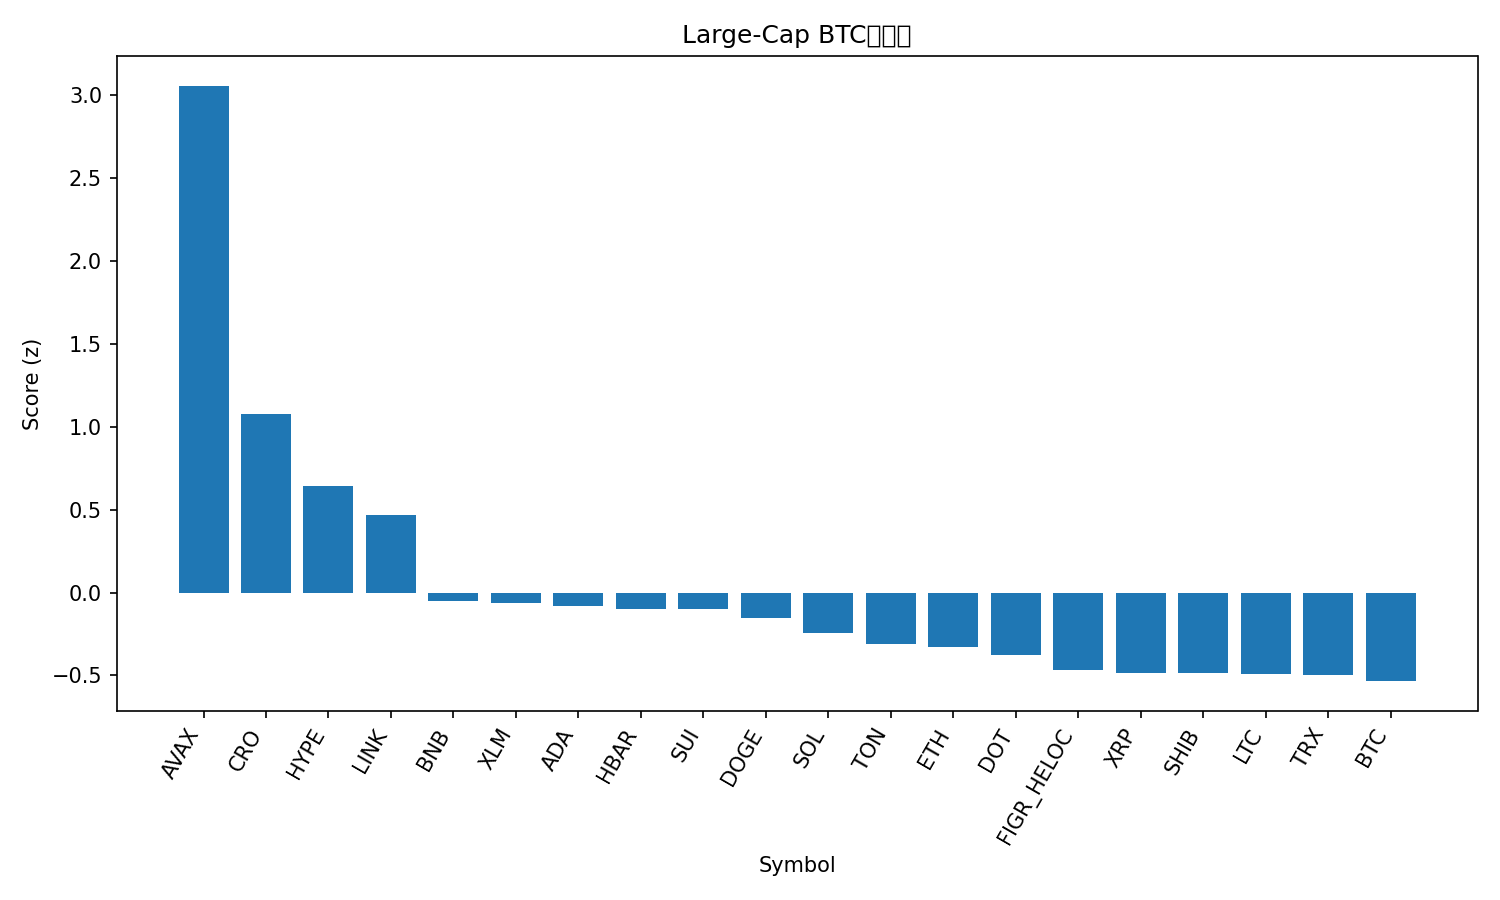 Large-Cap BTC□□□
3.0
2.5
2.0
1.5
1.0
0.5
0.0
−0.5
Score (z)
AVAX
CRO
HYPE
LINK
BNB
XLM
ADA
HBAR
SUI
DOGE
SOL
TON
ETH
DOT
FIGR_HELOC
XRP
SHIB
LTC
TRX
BTC
Symbol